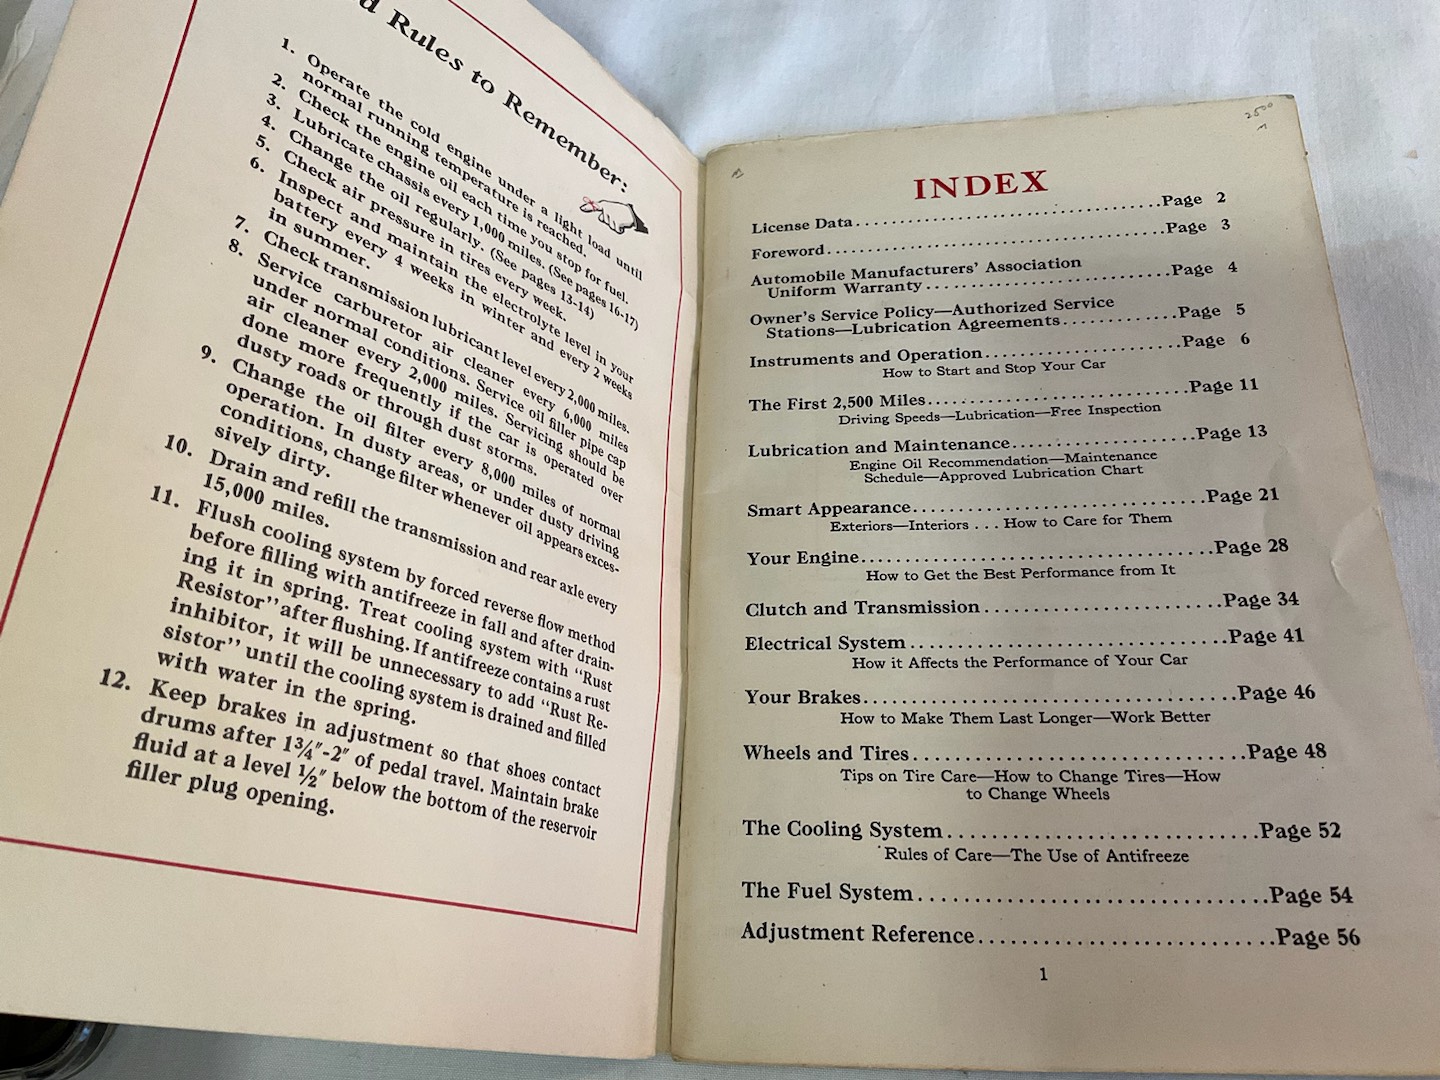 Rules to Remember:
1. Operate the cold engine under a light load until
normal running temperature is reached.
2. Check the engine oil each time you stop for fuel.
3. Lubricate chassis every 1,000 miles. (See pages 16-17)
4. Change the oil regularly. (See pages 13-14)
5. Check air pressure in tires every week.
6. Inspect and maintain the electrolyte level in your
battery every 4 weeks in winter and every 2 weeks
in summer.
7. Check transmission lubricant level every 2,000 miles.
8. Service carburetor air cleaner every 6,000 miles
under normal conditions. Service oil filler pipe cap
air cleaner every 2,000 miles. Servicing should be
done more frequently if the car is operated over
dusty roads or through dust storms.
9. Change the oil filter every 8,000 miles of normal
operation. In dusty areas, or under dusty driving
conditions, change filter whenever oil appears exces-
sively dirty.
10. Drain and refill the transmission and rear axle every
15,000 miles.
11. Flush cooling system by forced reverse flow method
before filling with antifreeze in fall and after drain-
ing it in spring. Treat cooling system with "Rust
Resistor" after flushing. If antifreeze contains a rust
inhibitor, it will be unnecessary to add "Rust Re-
sistor" until the cooling system is drained and filled
with water in the spring.
12. Keep brakes in adjustment so that shoes contact
drums after 1¾"-2" of pedal travel. Maintain brake
fluid at a level ½" below the bottom of the reservoir
filler plug opening.
2500
INDEX
License Data . . . . . Page 2
Foreword . . . . . Page 3
Automobile Manufacturers' Association
Uniform Warranty . . . . . Page 4
Owner's Service Policy—Authorized Service
Stations—Lubrication Agreements . . . . . Page 5
Instruments and Operation . . . . . Page 6
How to Start and Stop Your Car
The First 2,500 Miles . . . . . Page 11
Driving Speeds—Lubrication—Free Inspection
Lubrication and Maintenance . . . . . Page 13
Engine Oil Recommendation—Maintenance
Schedule—Approved Lubrication Chart
Smart Appearance . . . . . Page 21
Exteriors—Interiors . . . How to Care for Them
Your Engine . . . . . Page 28
How to Get the Best Performance from It
Clutch and Transmission . . . . . Page 34
Electrical System . . . . . Page 41
How it Affects the Performance of Your Car
Your Brakes . . . . . Page 46
How to Make Them Last Longer—Work Better
Wheels and Tires . . . . . Page 48
Tips on Tire Care—How to Change Tires—How
to Change Wheels
The Cooling System . . . . . Page 52
Rules of Care—The Use of Antifreeze
The Fuel System . . . . . Page 54
Adjustment Reference . . . . . Page 56
1